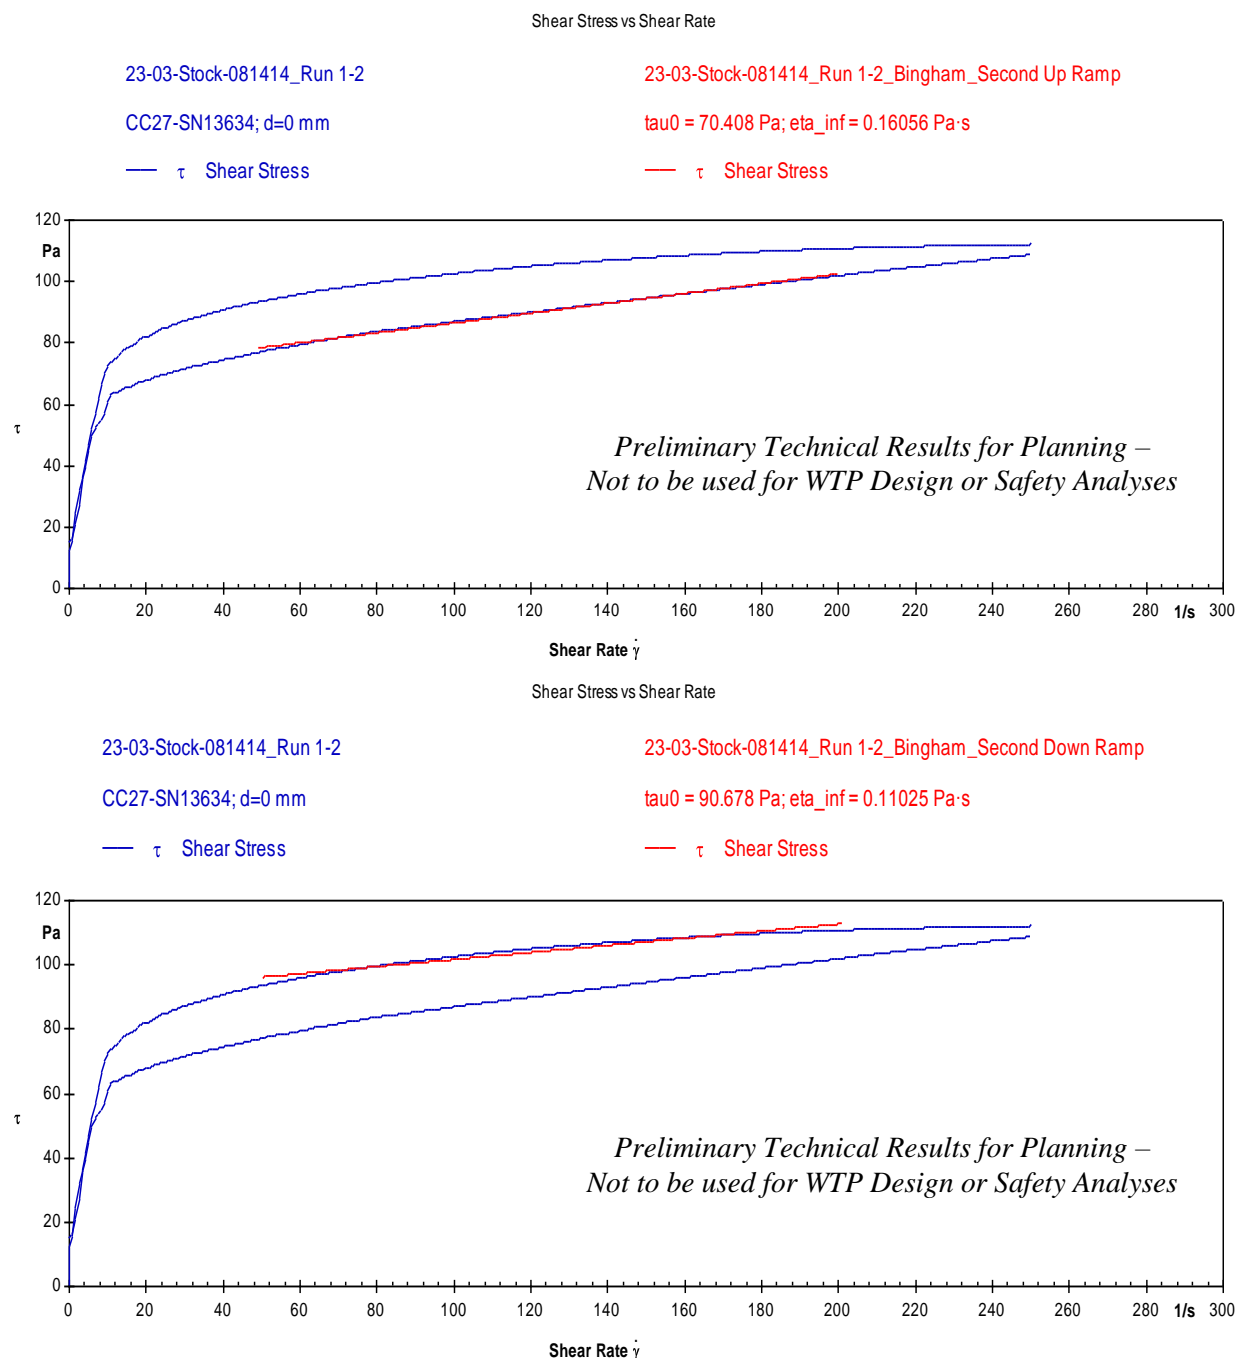 Shear Stress vs Shear Rate
23-03-Stock-081414_Run 1-2
23-03-Stock-081414_Run 1-2_Bingham_Second Up Ramp
CC27-SN13634; d=0 mm
tau0 = 70.408 Pa; eta_inf = 0.16056 Pa·s
τ Shear Stress
τ Shear Stress
120
Pa
100
80
60
τ
40
20
0
Preliminary Technical Results for Planning –
Not to be used for WTP Design or Safety Analyses
0 20 40 60 80 100 120 140 160 180 200 220 240 260 280 1/s 300
Shear Rate γ̇
Shear Stress vs Shear Rate
23-03-Stock-081414_Run 1-2
23-03-Stock-081414_Run 1-2_Bingham_Second Down Ramp
CC27-SN13634; d=0 mm
tau0 = 90.678 Pa; eta_inf = 0.11025 Pa·s
τ Shear Stress
τ Shear Stress
120
Pa
100
80
60
τ
40
20
0
Preliminary Technical Results for Planning –
Not to be used for WTP Design or Safety Analyses
0 20 40 60 80 100 120 140 160 180 200 220 240 260 280 1/s 300
Shear Rate γ̇